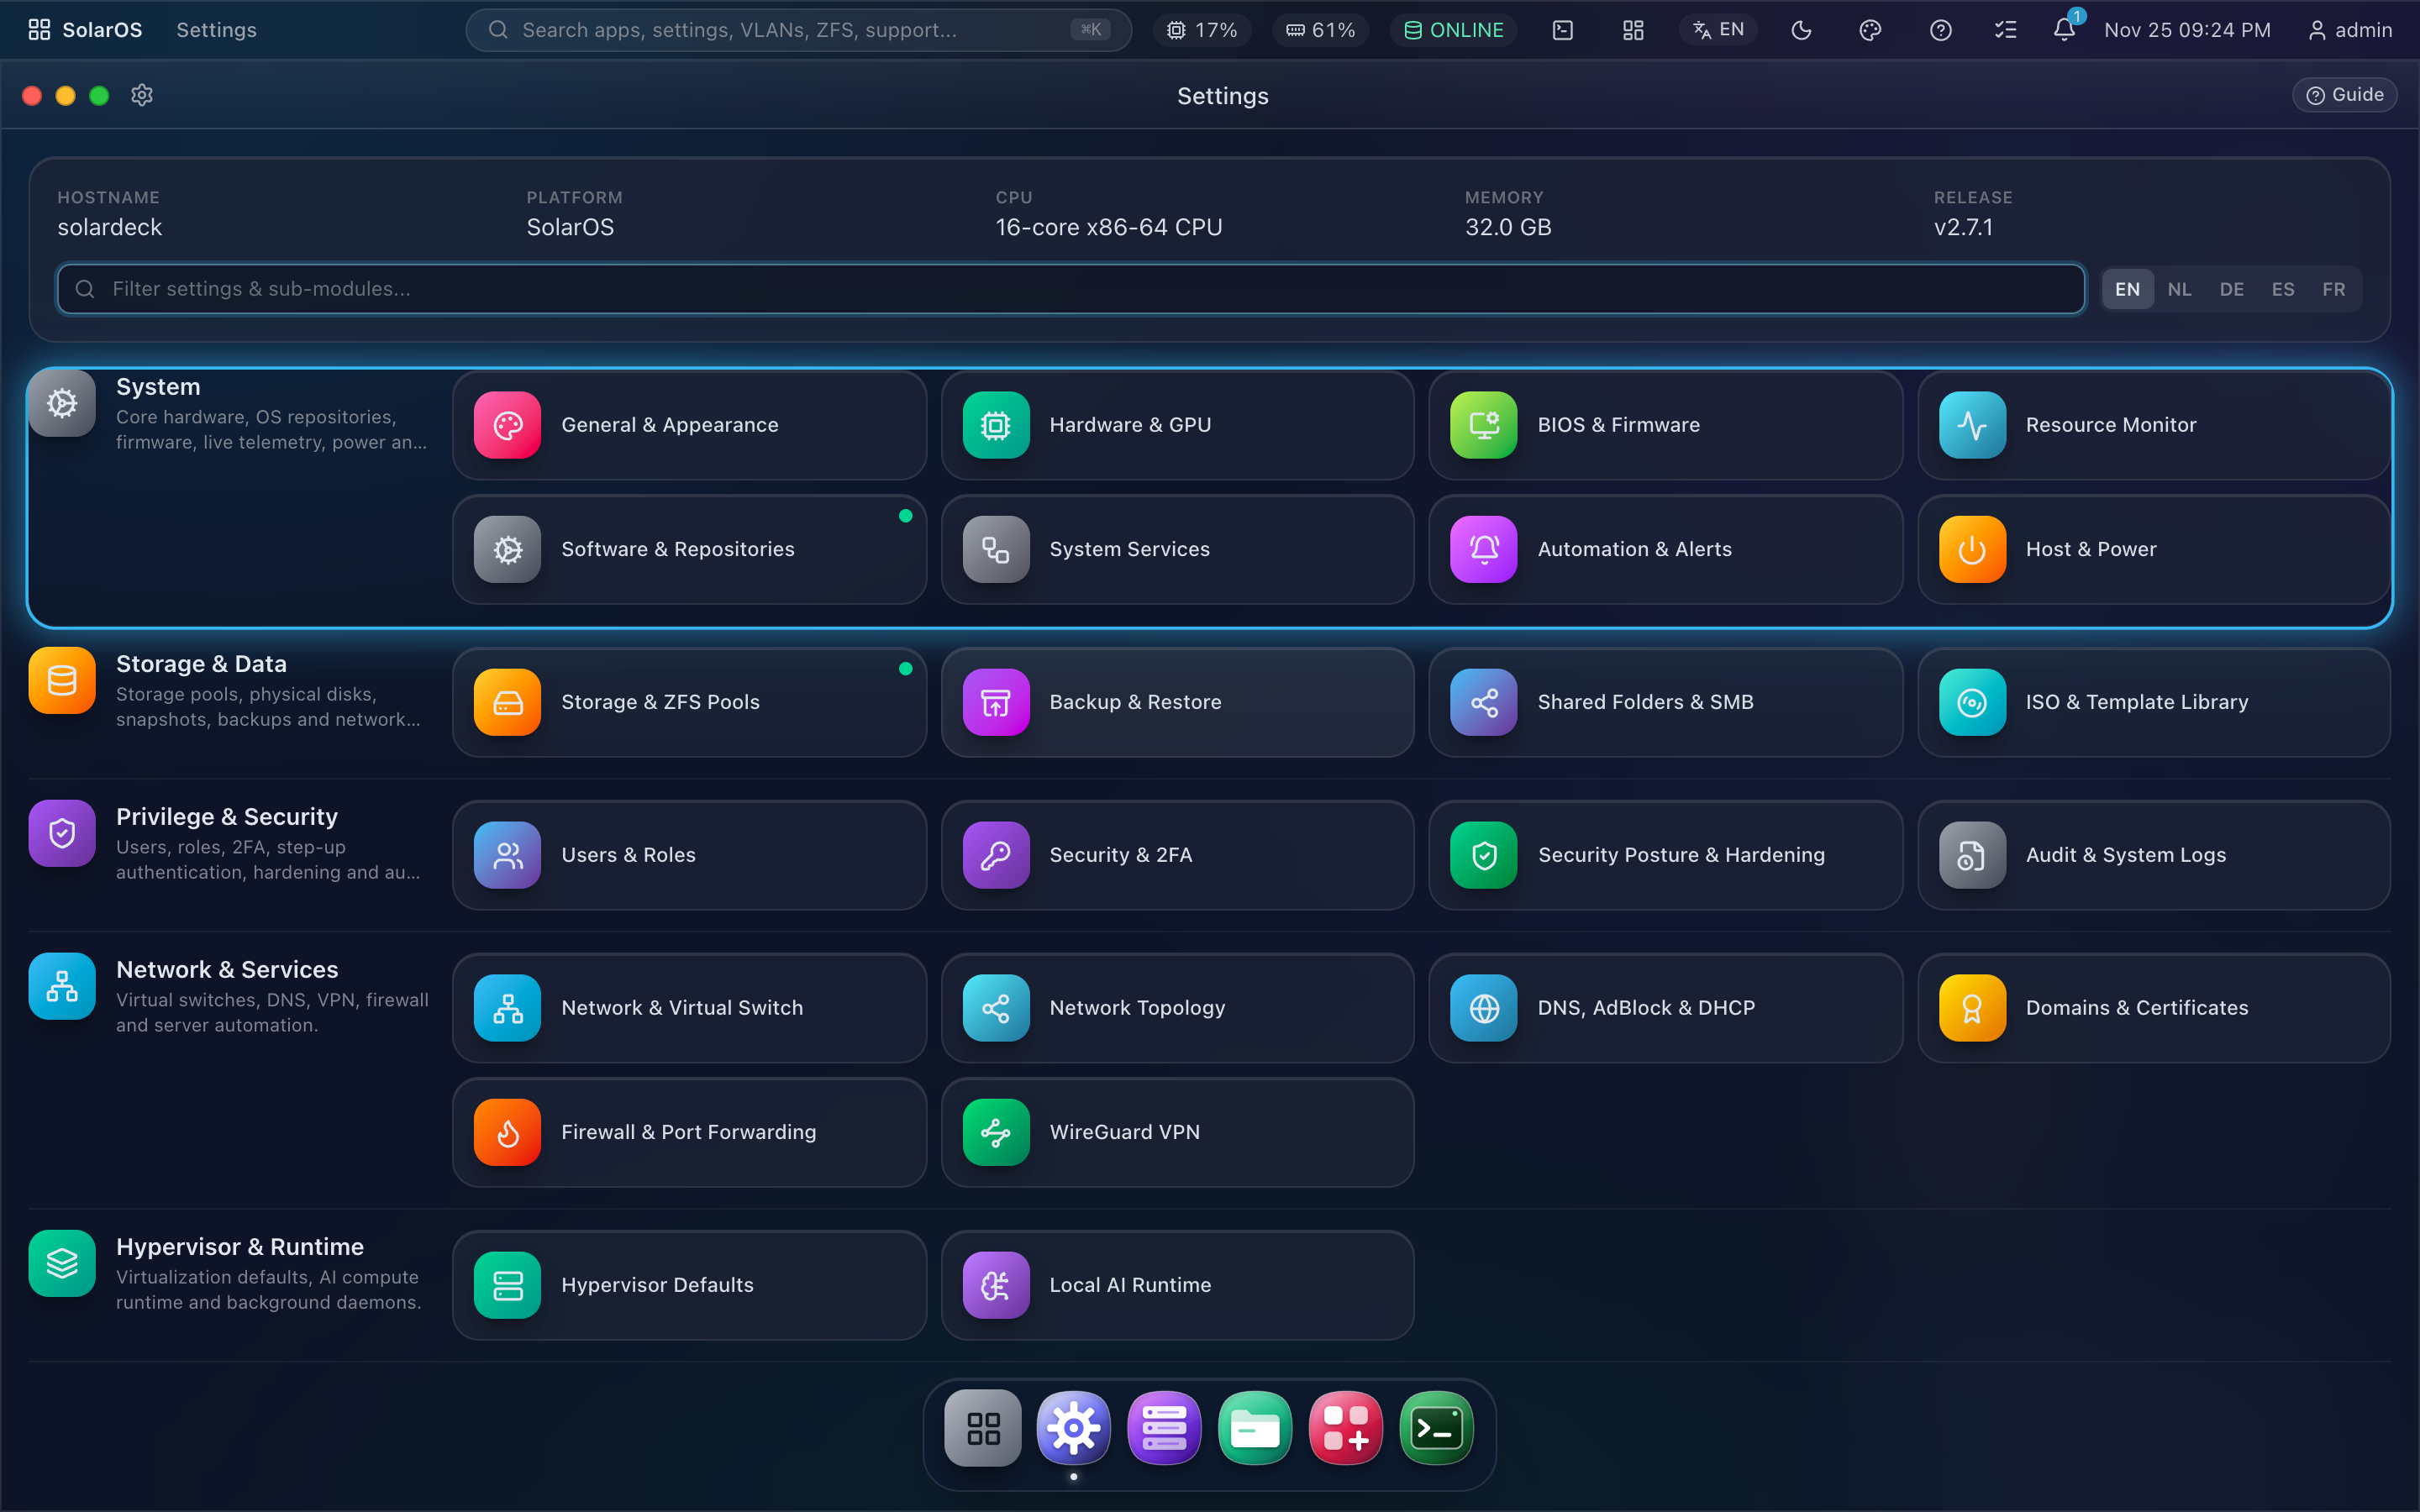 SolarOS
Settings
Search apps, settings, VLANs, ZFS, support...
⌘K
17%
61%
ONLINE
EN
1
Nov 25 09:24 PM
admin
Settings
Guide
HOSTNAME
solardeck
PLATFORM
SolarOS
CPU
16-core x86-64 CPU
MEMORY
32.0 GB
RELEASE
v2.7.1
Filter settings & sub-modules...
EN NL DE ES FR
System
Core hardware, OS repositories,
firmware, live telemetry, power an...
General & Appearance
Hardware & GPU
BIOS & Firmware
Resource Monitor
Software & Repositories
System Services
Automation & Alerts
Host & Power
Storage & Data
Storage pools, physical disks,
snapshots, backups and network...
Storage & ZFS Pools
Backup & Restore
Shared Folders & SMB
ISO & Template Library
Privilege & Security
Users, roles, 2FA, step-up
authentication, hardening and au...
Users & Roles
Security & 2FA
Security Posture & Hardening
Audit & System Logs
Network & Services
Virtual switches, DNS, VPN, firewall
and server automation.
Network & Virtual Switch
Network Topology
DNS, AdBlock & DHCP
Domains & Certificates
Firewall & Port Forwarding
WireGuard VPN
Hypervisor & Runtime
Virtualization defaults, AI compute
runtime and background daemons.
Hypervisor Defaults
Local AI Runtime